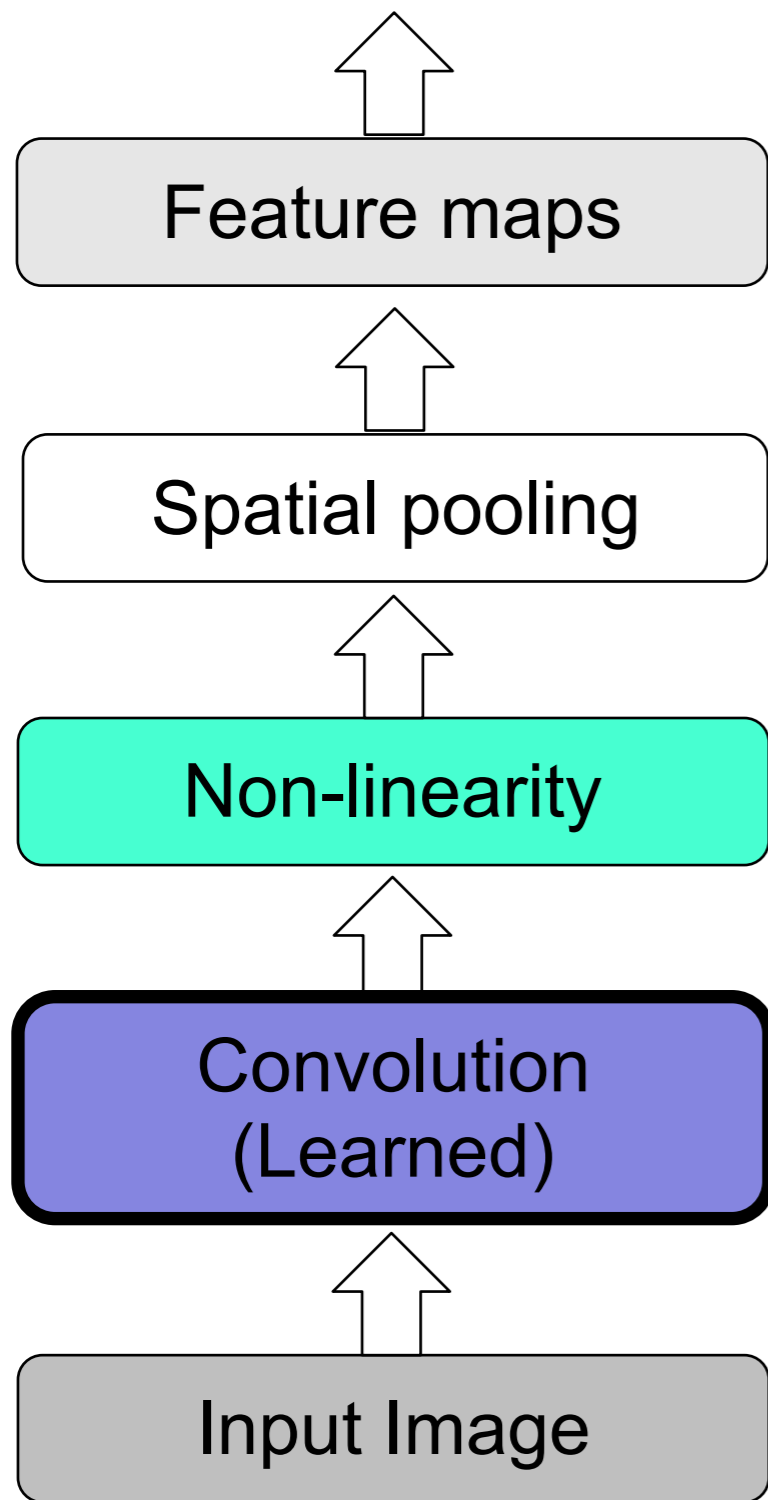 Feature maps
Spatial pooling
Non-linearity
Convolution
(Learned)
Input Image